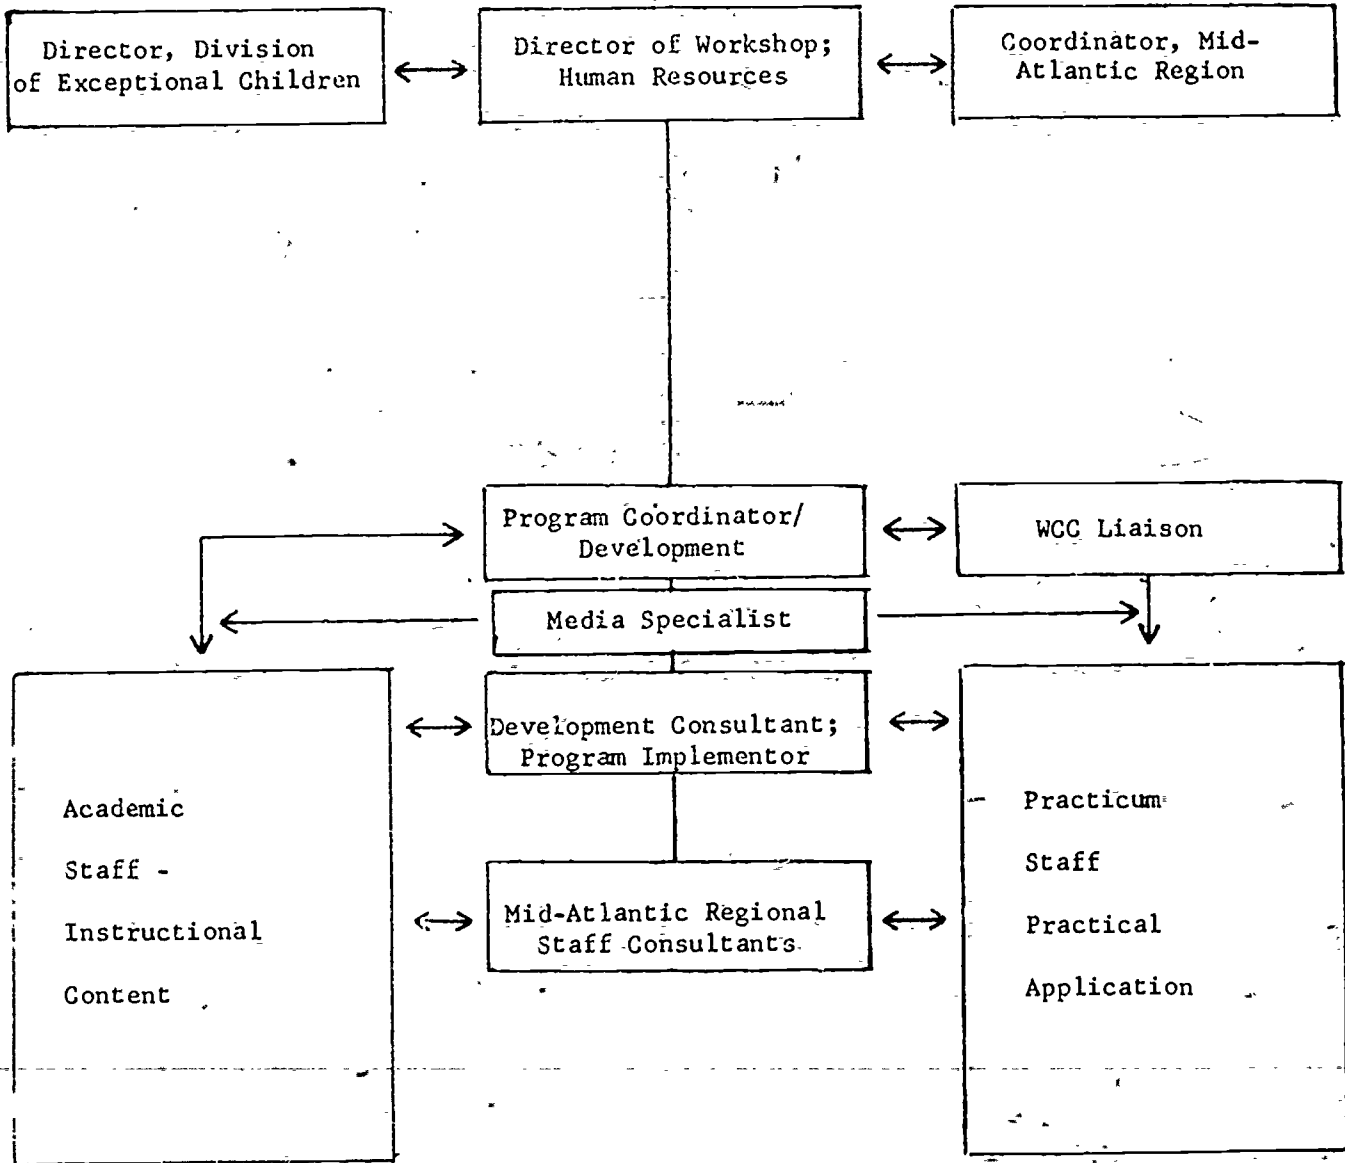 Director, Division
of Exceptional Children
Director of Workshop;
Human Resources
Coordinator, Mid-
Atlantic Region
Program Coordinator/
Development
WCC Liaison
Media Specialist
Development Consultant;
Program Implementor
Academic
Staff -
Instructional
Content
Mid-Atlantic Regional
Staff Consultants
Practicum
Staff
Practical
Application